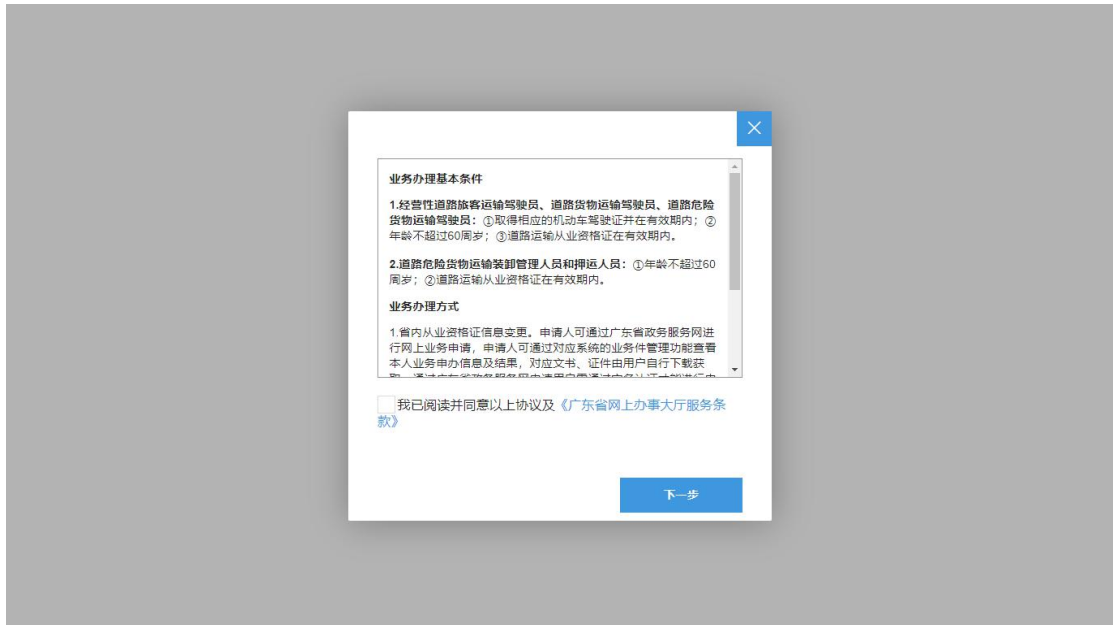 业务办理基本条件
1.经营性道路旅客运输驾驶员、道路货物运输驾驶员、道路危险
货物运输驾驶员：①取得相应的机动车驾驶证并在有效期内；②
年龄不超过60周岁；③道路运输从业资格证在有效期内。
2.道路危险货物运输装卸管理人员和押运人员：①年龄不超过60
周岁；②道路运输从业资格证在有效期内。
业务办理方式
1.省内从业资格证信息变更。申请人可通过广东省政务服务网进
行网上业务申请，申请人可通过对应系统的业务件管理功能查看
本人业务申办信息及结果，对应文书、证件由用户自行下载获
我已阅读并同意以上协议及《广东省网上办事大厅服务条
款》
下一步